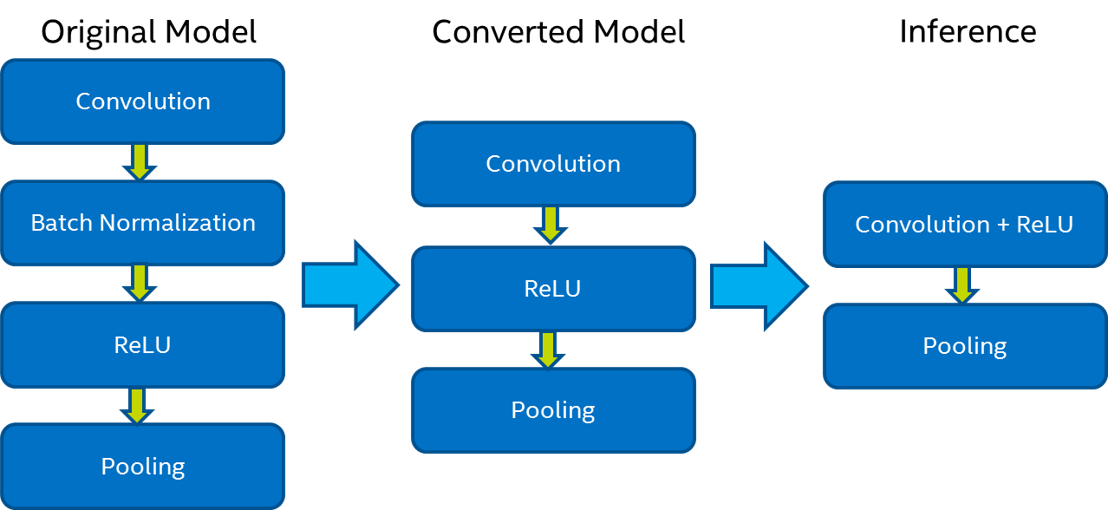 Original Model
Convolution
Batch Normalization
ReLU
Pooling
Converted Model
Convolution
ReLU
Pooling
Inference
Convolution + ReLU
Pooling